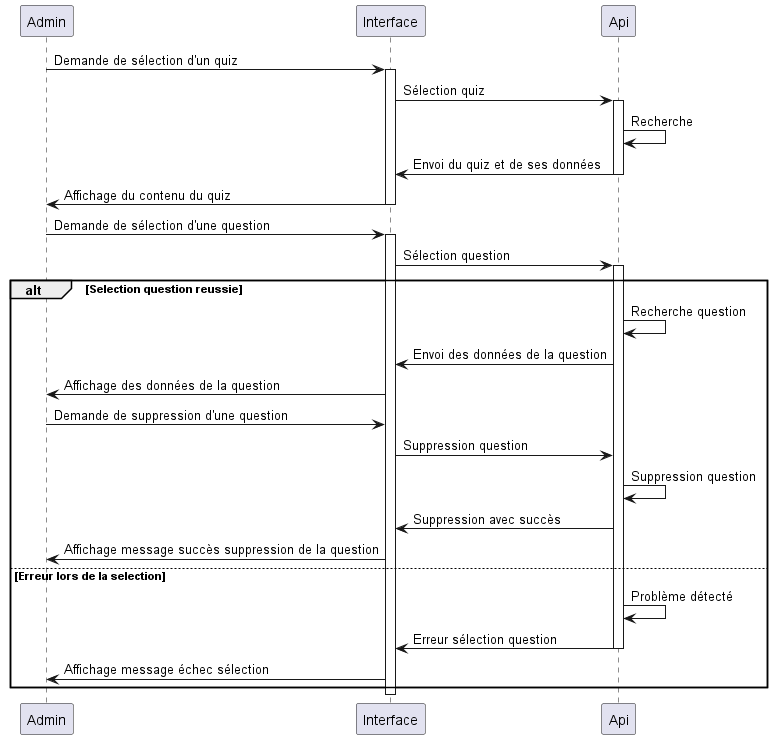 Admin Interface Api
Demande de sélection d'un quiz
Sélection quiz
Recherche
Envoi du quiz et de ses données
Affichage du contenu du quiz
Demande de sélection d'une question
Sélection question
alt [Selection question reussie]
Recherche question
Envoi des données de la question
Affichage des données de la question
Demande de suppression d'une question
Suppression question
Suppression question
Suppression avec succès
Affichage message succès suppression de la question
[Erreur lors de la selection]
Problème détecté
Erreur sélection question
Affichage message échec sélection
Admin Interface Api